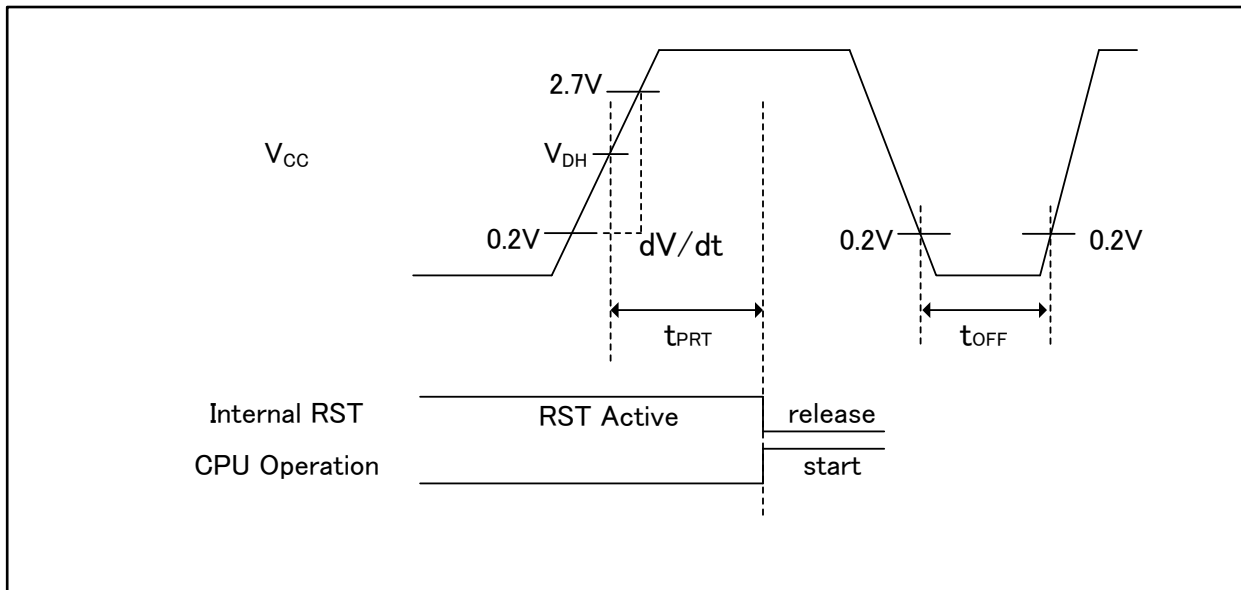 2.7V
VCC
VDH
0.2V
dV/dt
0.2V
0.2V
tPRT
tOFF
Internal RST
RST Active
release
CPU Operation
start